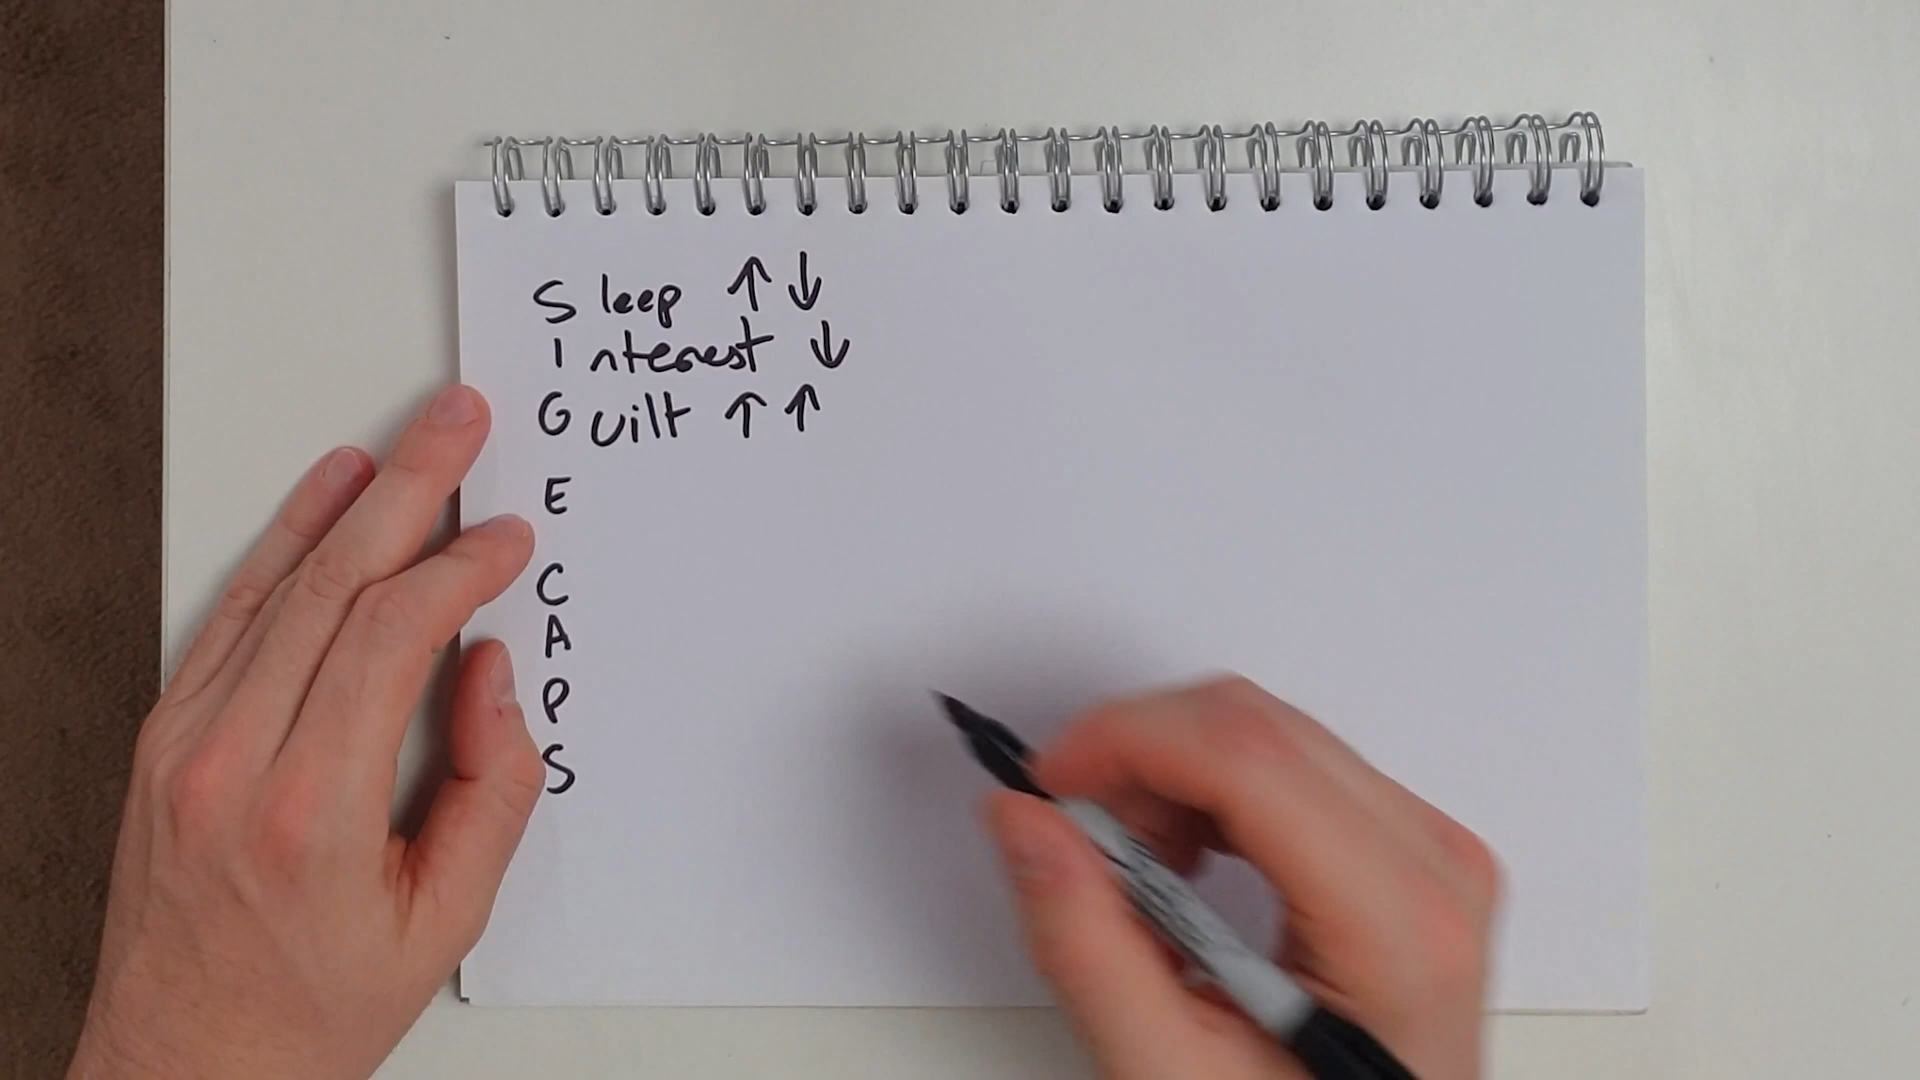 Sleep ↑ ↓
Interest ↓
Guilt ↑ ↑
E
C
A
P
S